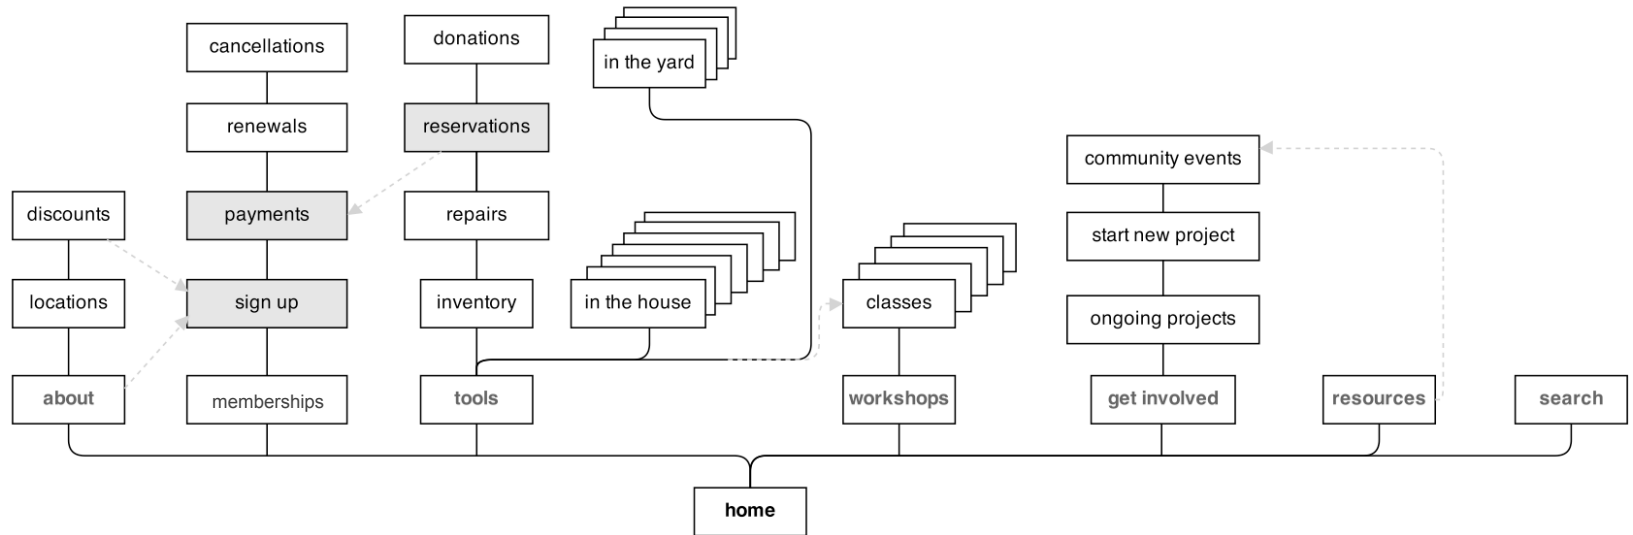 cancellations
donations
in the yard
renewals
reservations
community events
discounts
payments
repairs
start new project
locations
sign up
inventory
in the house
classes
ongoing projects
about
memberships
tools
workshops
get involved
resources
search
home